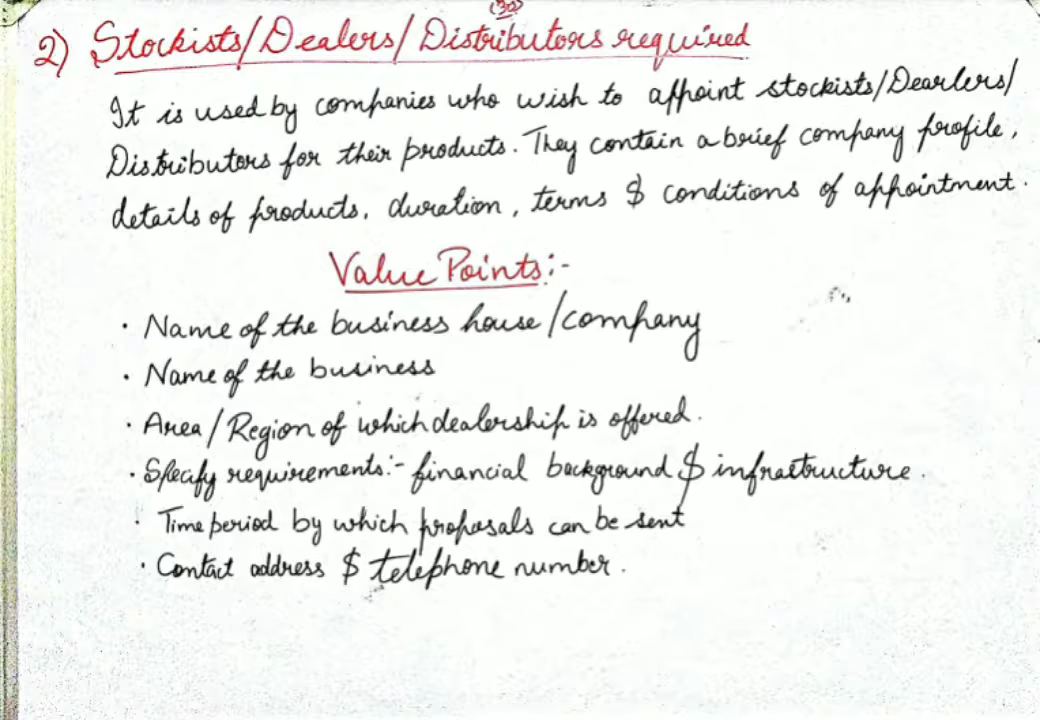 (32)
2) Stockists/Dealers/Distributors required
It is used by companies who wish to appoint stockists/Dearlers/
Distributors for their products. They contain a brief company profile,
details of products, duration, terms & conditions of appointment.
Value Points:-
· Name of the business house/company
· Name of the business
· Area/Region of which dealership is offered.
· Specify requirements:- financial background & infrastructure.
· Time period by which proposals can be sent
· Contact address & telephone number.